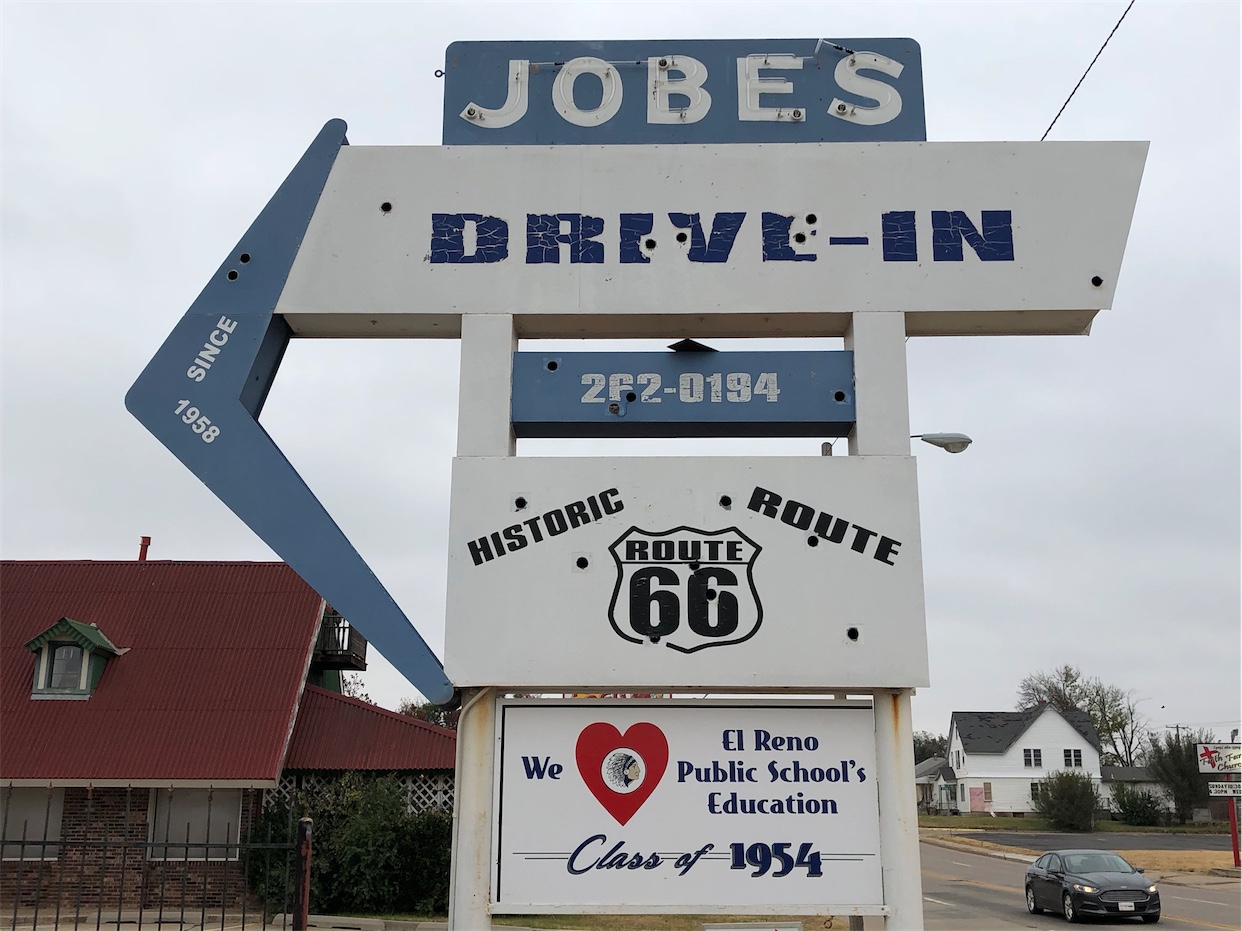 JOBES
DRIVE-IN
SINCE
1958
262-0194
HISTORIC ROUTE
ROUTE
66
We
El Reno
Public School's
Education
Class of 1954